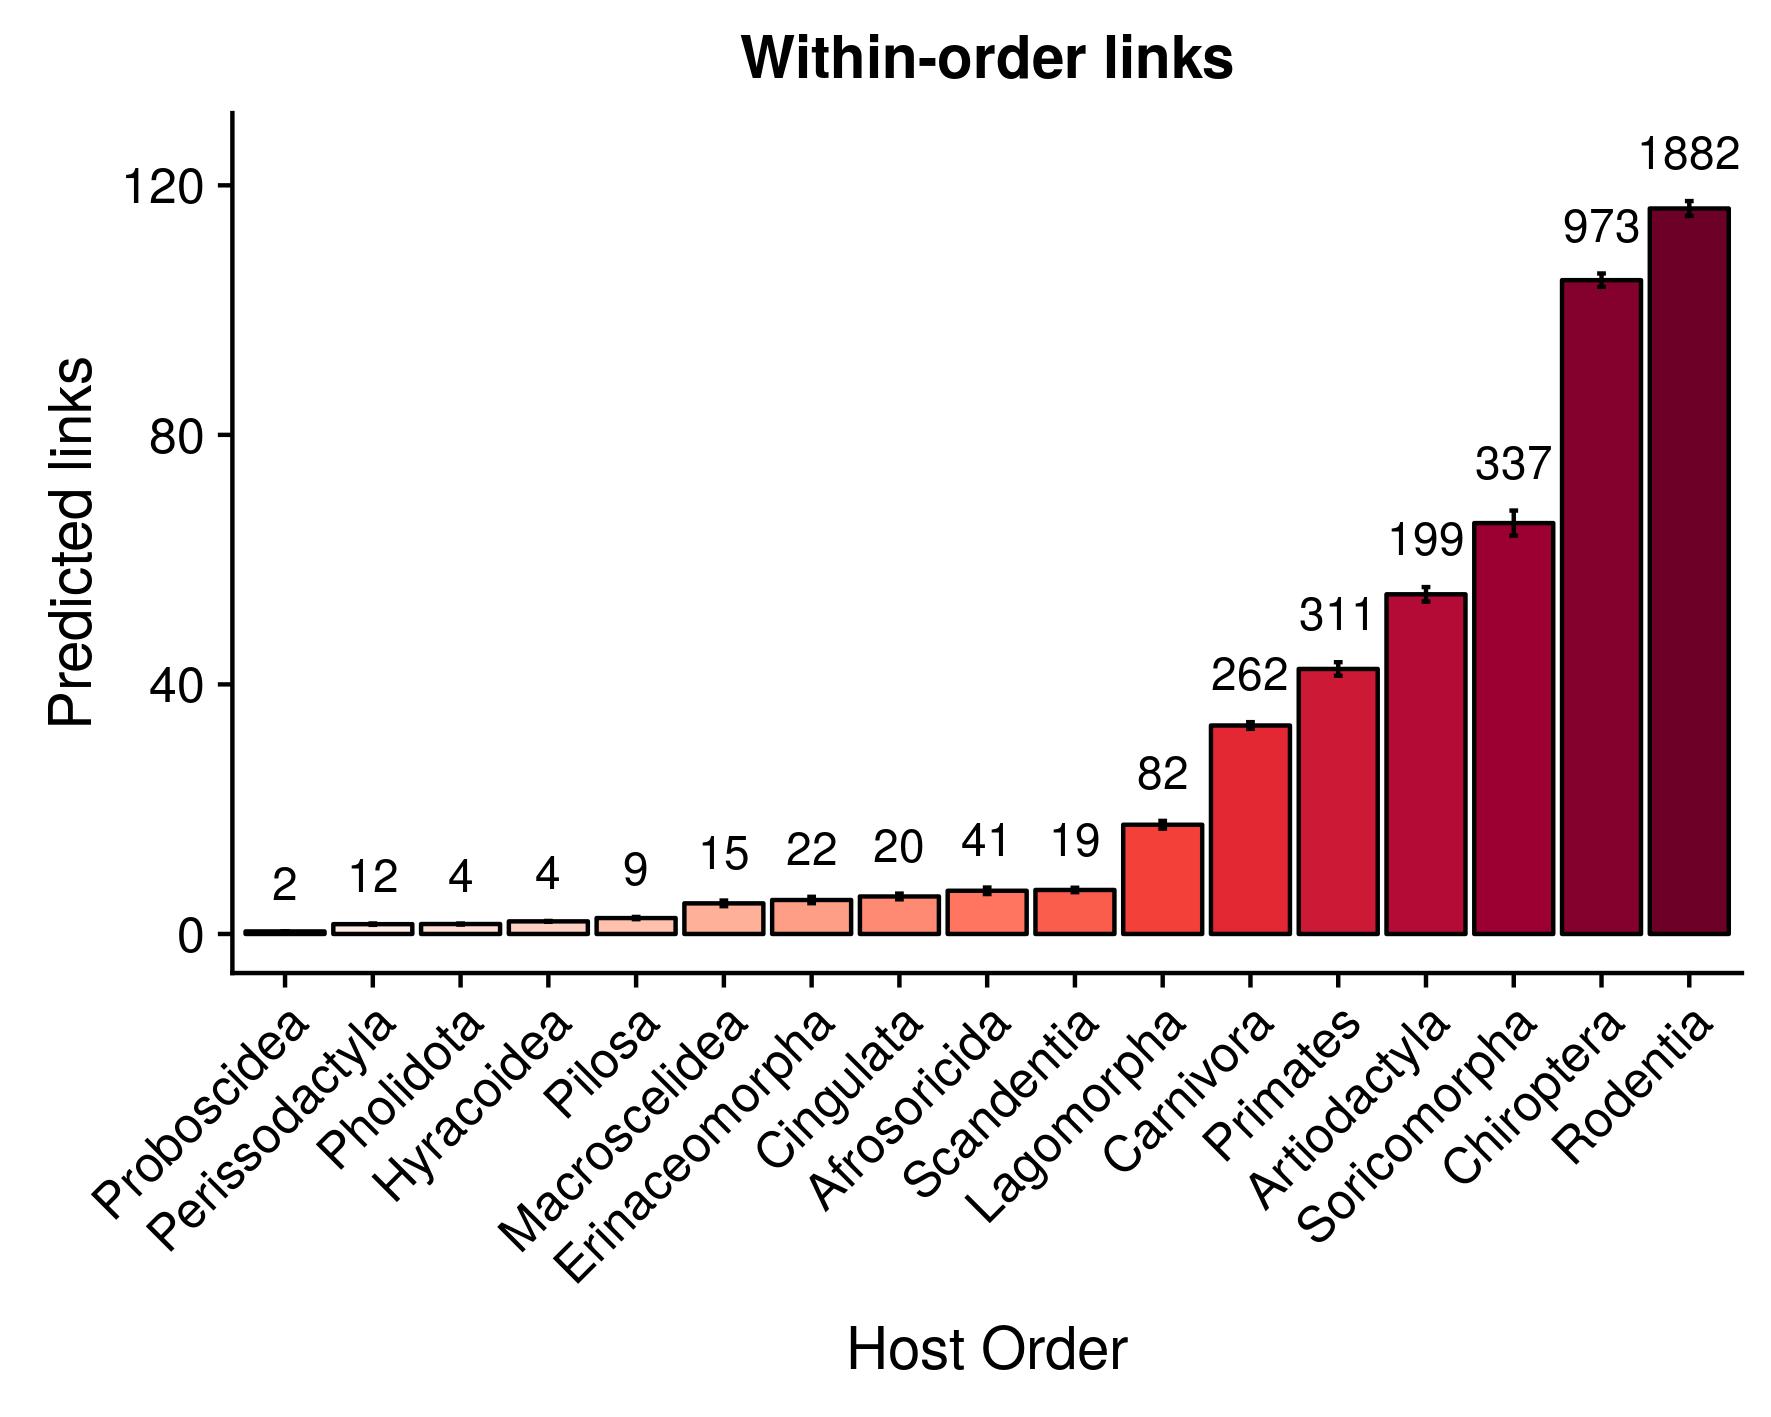 Within-order links
Predicted links
120
80
40
0
2
12
4
4
9
15
22
20
41
19
82
262
311
199
337
973
1882
Proboscidea
Perissodactyla
Pholidota
Hyracoidea
Pilosa
Macroscelidea
Erinaceomorpha
Cingulata
Afrosoricida
Scandentia
Lagomorpha
Carnivora
Primates
Artiodactyla
Soricomorpha
Chiroptera
Rodentia
Host Order